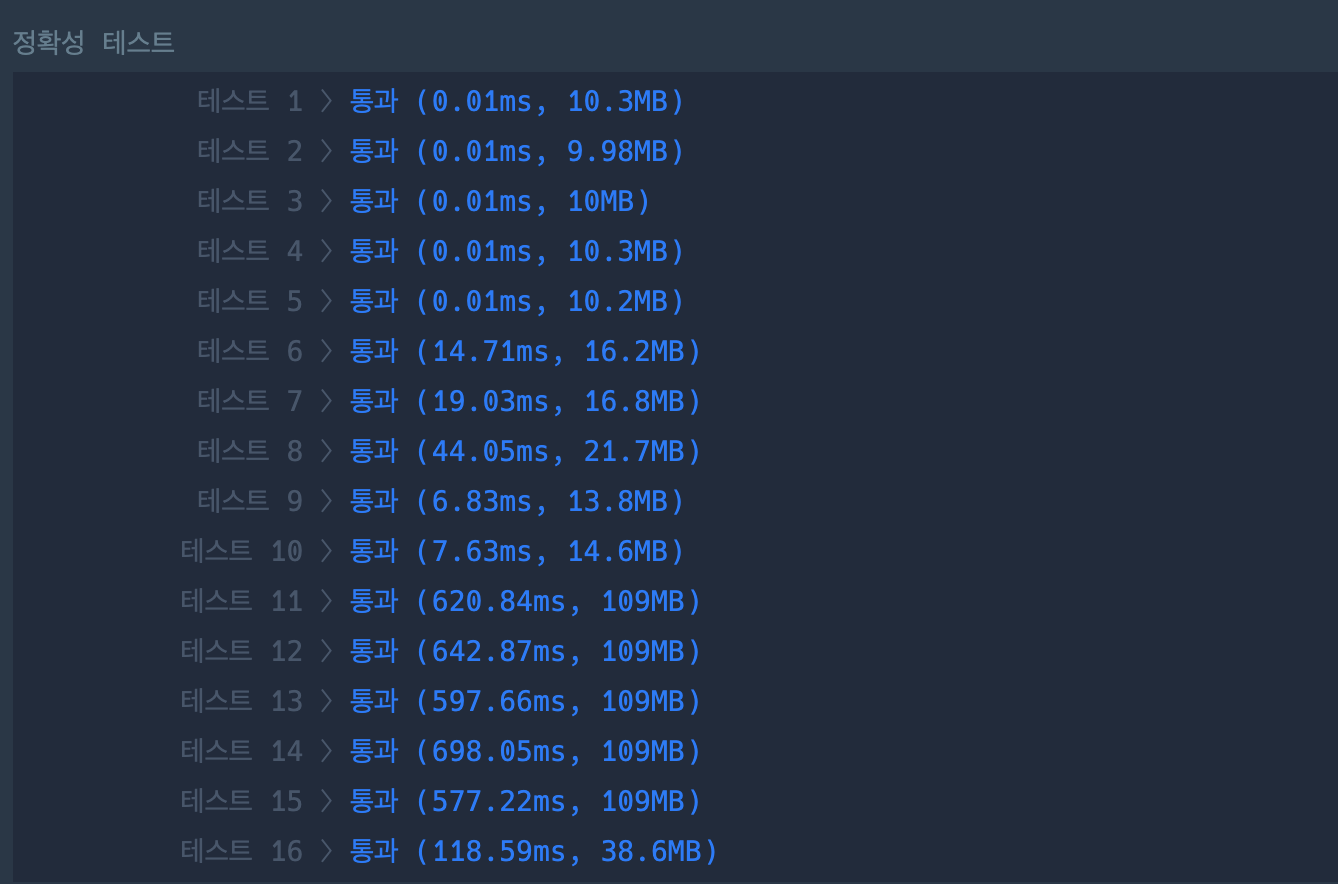 정확성 테스트
테스트 1 〉 통과 (0.01ms, 10.3MB)
테스트 2 〉 통과 (0.01ms, 9.98MB)
테스트 3 〉 통과 (0.01ms, 10MB)
테스트 4 〉 통과 (0.01ms, 10.3MB)
테스트 5 〉 통과 (0.01ms, 10.2MB)
테스트 6 〉 통과 (14.71ms, 16.2MB)
테스트 7 〉 통과 (19.03ms, 16.8MB)
테스트 8 〉 통과 (44.05ms, 21.7MB)
테스트 9 〉 통과 (6.83ms, 13.8MB)
테스트 10 〉 통과 (7.63ms, 14.6MB)
테스트 11 〉 통과 (620.84ms, 109MB)
테스트 12 〉 통과 (642.87ms, 109MB)
테스트 13 〉 통과 (597.66ms, 109MB)
테스트 14 〉 통과 (698.05ms, 109MB)
테스트 15 〉 통과 (577.22ms, 109MB)
테스트 16 〉 통과 (118.59ms, 38.6MB)